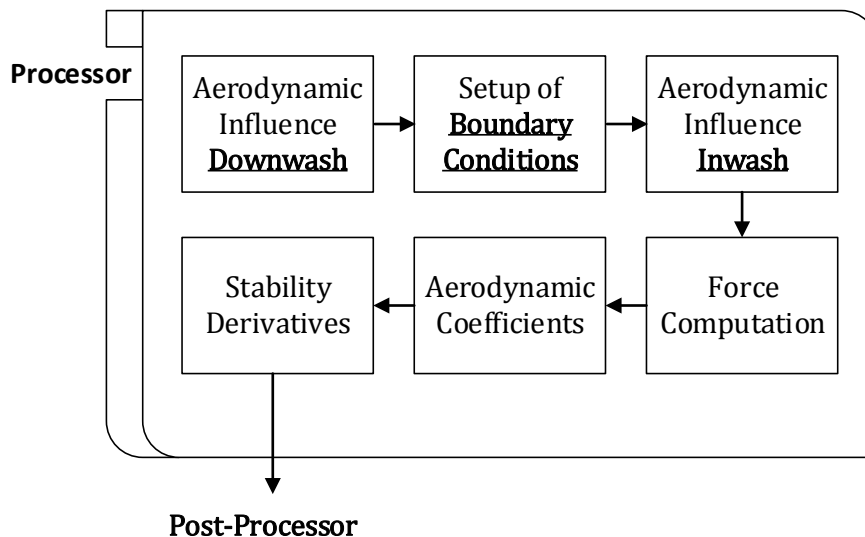 Processor
Aerodynamic
Influence
Downwash
Setup of
Boundary
Conditions
Aerodynamic
Influence
Inwash
Stability
Derivatives
Aerodynamic
Coefficients
Force
Computation
Post-Processor